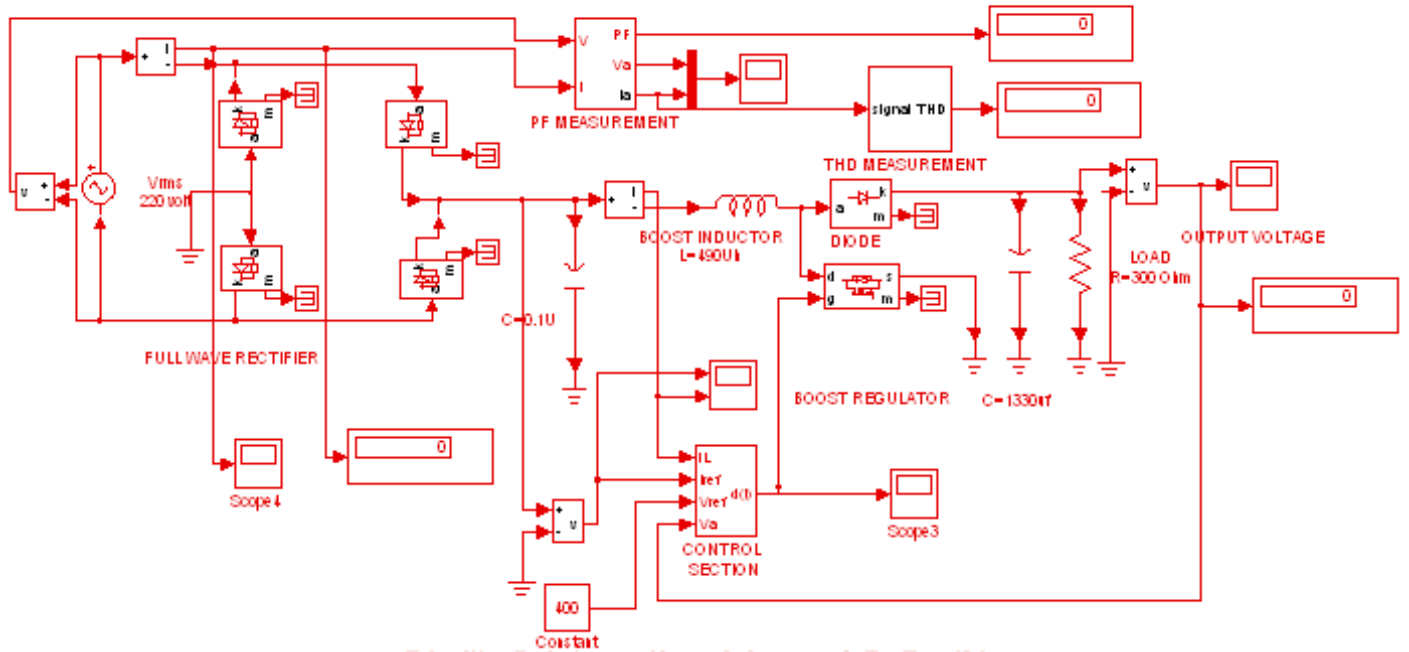 0
PF
V
Va
I
Ia
PF MEASUREMENT
0
signal THD
THD MEASUREMENT
0
+
I
-
m
k
a
a
k
m
m
k
v
+
-
+
Vrms
220 volt
a
k
m
k
a
m
FULL WAVE RECTIFIER
C=0.1U
+
I
-
BOOST INDUCTOR
L=490Uh
a
k
m
DIODE
d
g
s
m
BOOST REGULATOR
C=1330uf
+
-
v
LOAD
R=300 Ohm
OUTPUT VOLTAGE
0
Scope4
0
+
-
v
IL
Iref
Vref
Va
d(t)
CONTROL
SECTION
Scope3
400
Constant